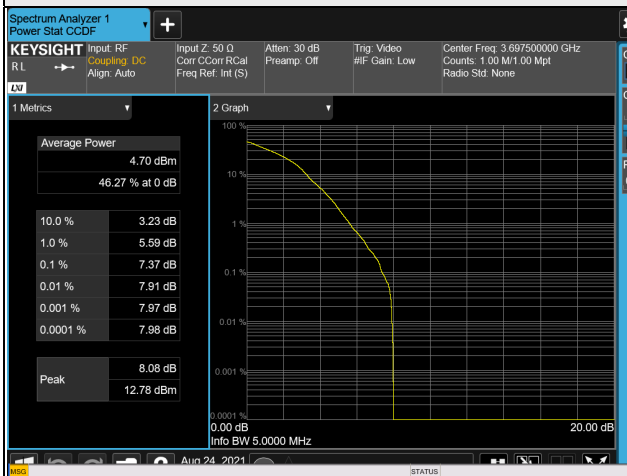 Spectrum Analyzer 1
Power Stat CCDF
KEYSIGHT
RL
LXI
Input: RF
Coupling: DC
Align: Auto
Input Z: 50 Ω
Corr CCorr RCal
Freq Ref: Int (S)
Atten: 30 dB
Preamp: Off
Trig: Video
#IF Gain: Low
Center Freq: 3.697500000 GHz
Counts: 1.00 M/1.00 Mpt
Radio Std: None
1 Metrics
Average Power
4.70 dBm
46.27 % at 0 dB
10.0 % 3.23 dB
1.0 % 5.59 dB
0.1 % 7.37 dB
0.01 % 7.91 dB
0.001 % 7.97 dB
0.0001 % 7.98 dB
Peak
8.08 dB
12.78 dBm
2 Graph
100 %
10 %
1 %
0.1 %
0.01 %
0.001 %
0.0001 %
0.00 dB 20.00 dB
Info BW 5.0000 MHz
Aug 24, 2021
MSG STATUS